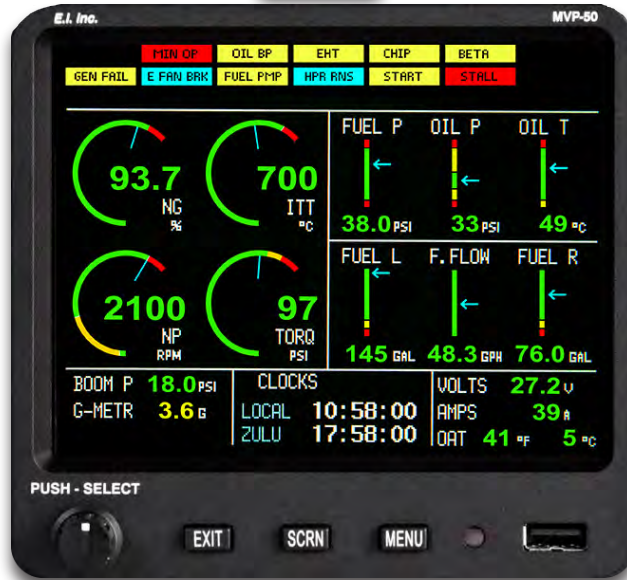 E.I. Inc. MVP-50
MIN OP OIL BP EHT CHIP BETA
GEN FAIL E FAN BRK FUEL PMP HPR RNS START STALL
FUEL P OIL P OIL T
93.7 NG %
700 ITT °C
38.0 PSI 33 PSI 49 °C
FUEL L F.FLOW FUEL R
2100 NP RPM
97 TORQ PSI
145 GAL 48.3 GPH 76.0 GAL
BOOM P 18.0 PSI
G-METR 3.6 G
CLOCKS
LOCAL 10:58:00
ZULU 17:58:00
VOLTS 27.2 V
AMPS 39 A
OAT 41 °F 5 °C
PUSH - SELECT
EXIT SCRN MENU